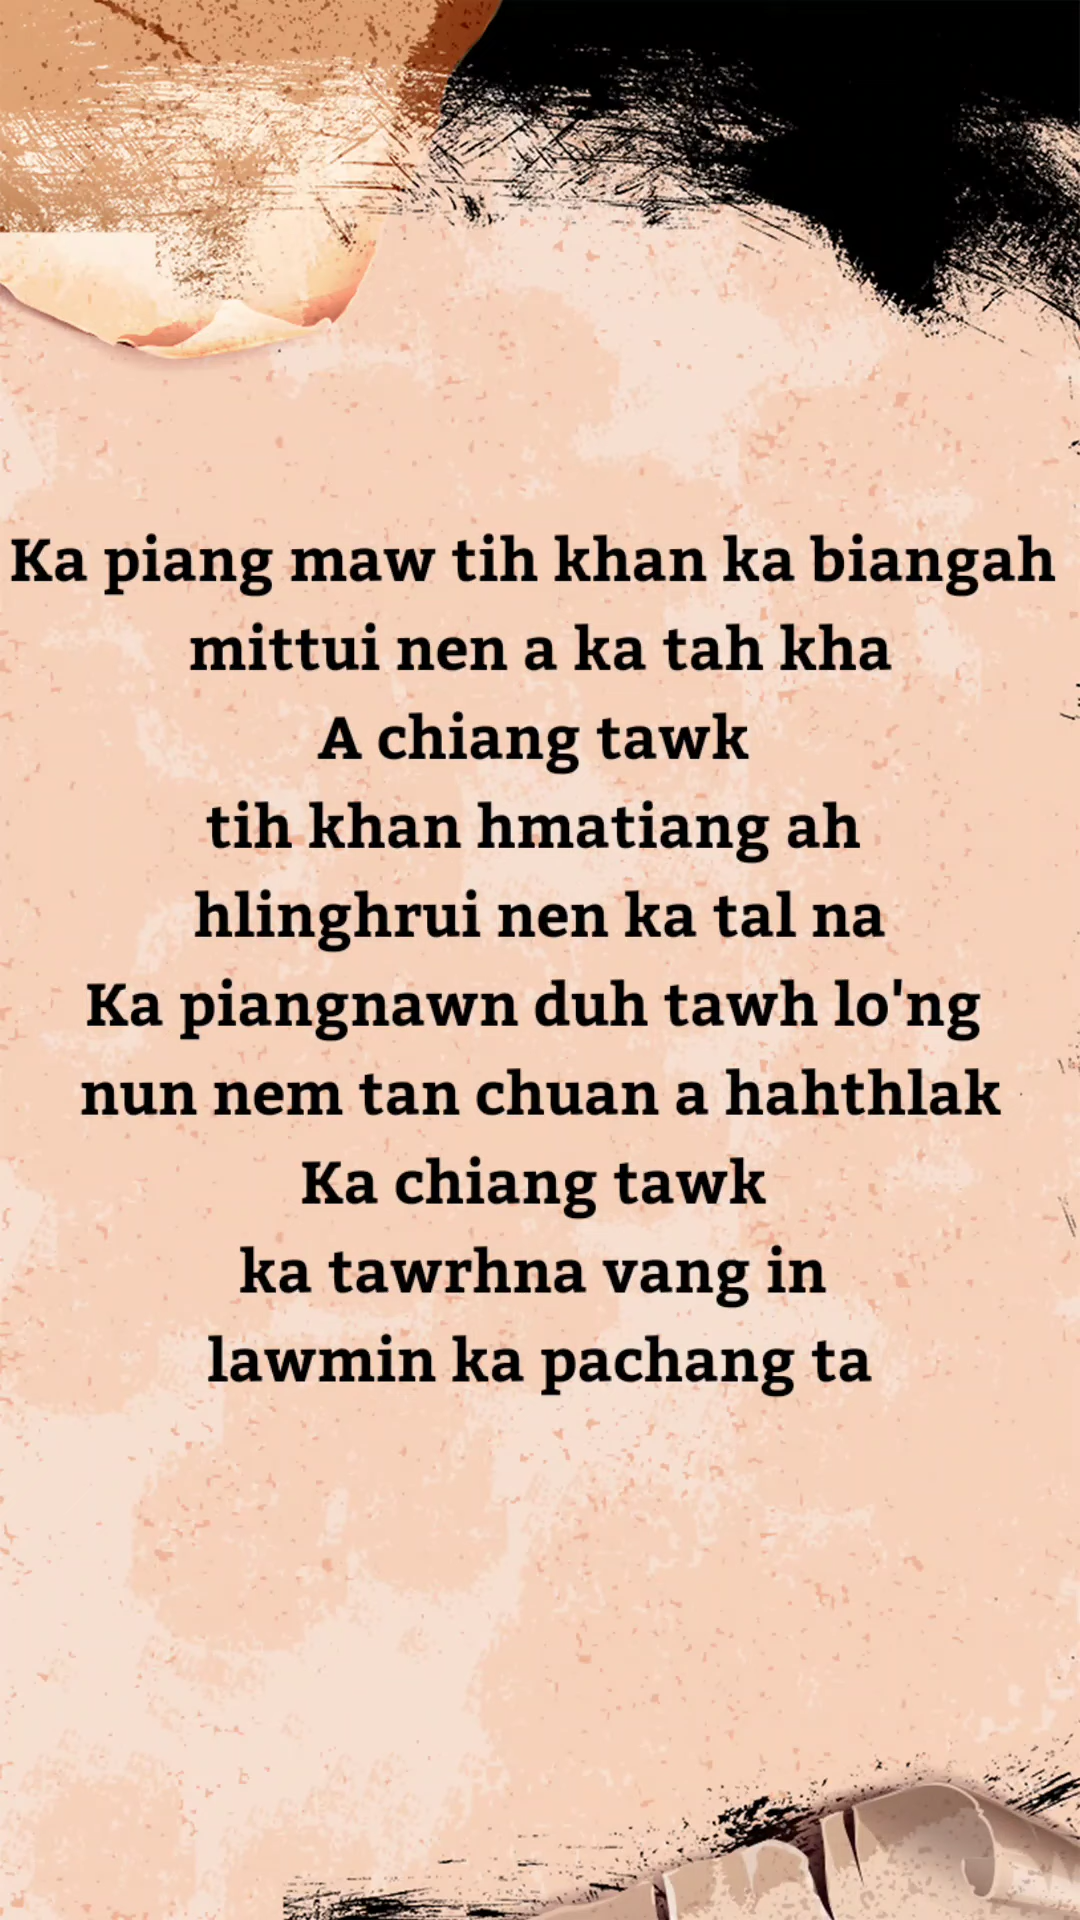 Ka piang maw tih khan ka biangah
mittui nen a ka tah kha
A chiang tawk
tih khan hmatiang ah
hlinghrui nen ka tal na
Ka piangnawn duh tawh lo'ng
nun nem tan chuan a hahthlak
Ka chiang tawk
ka tawrhna vang in
lawmin ka pachang ta